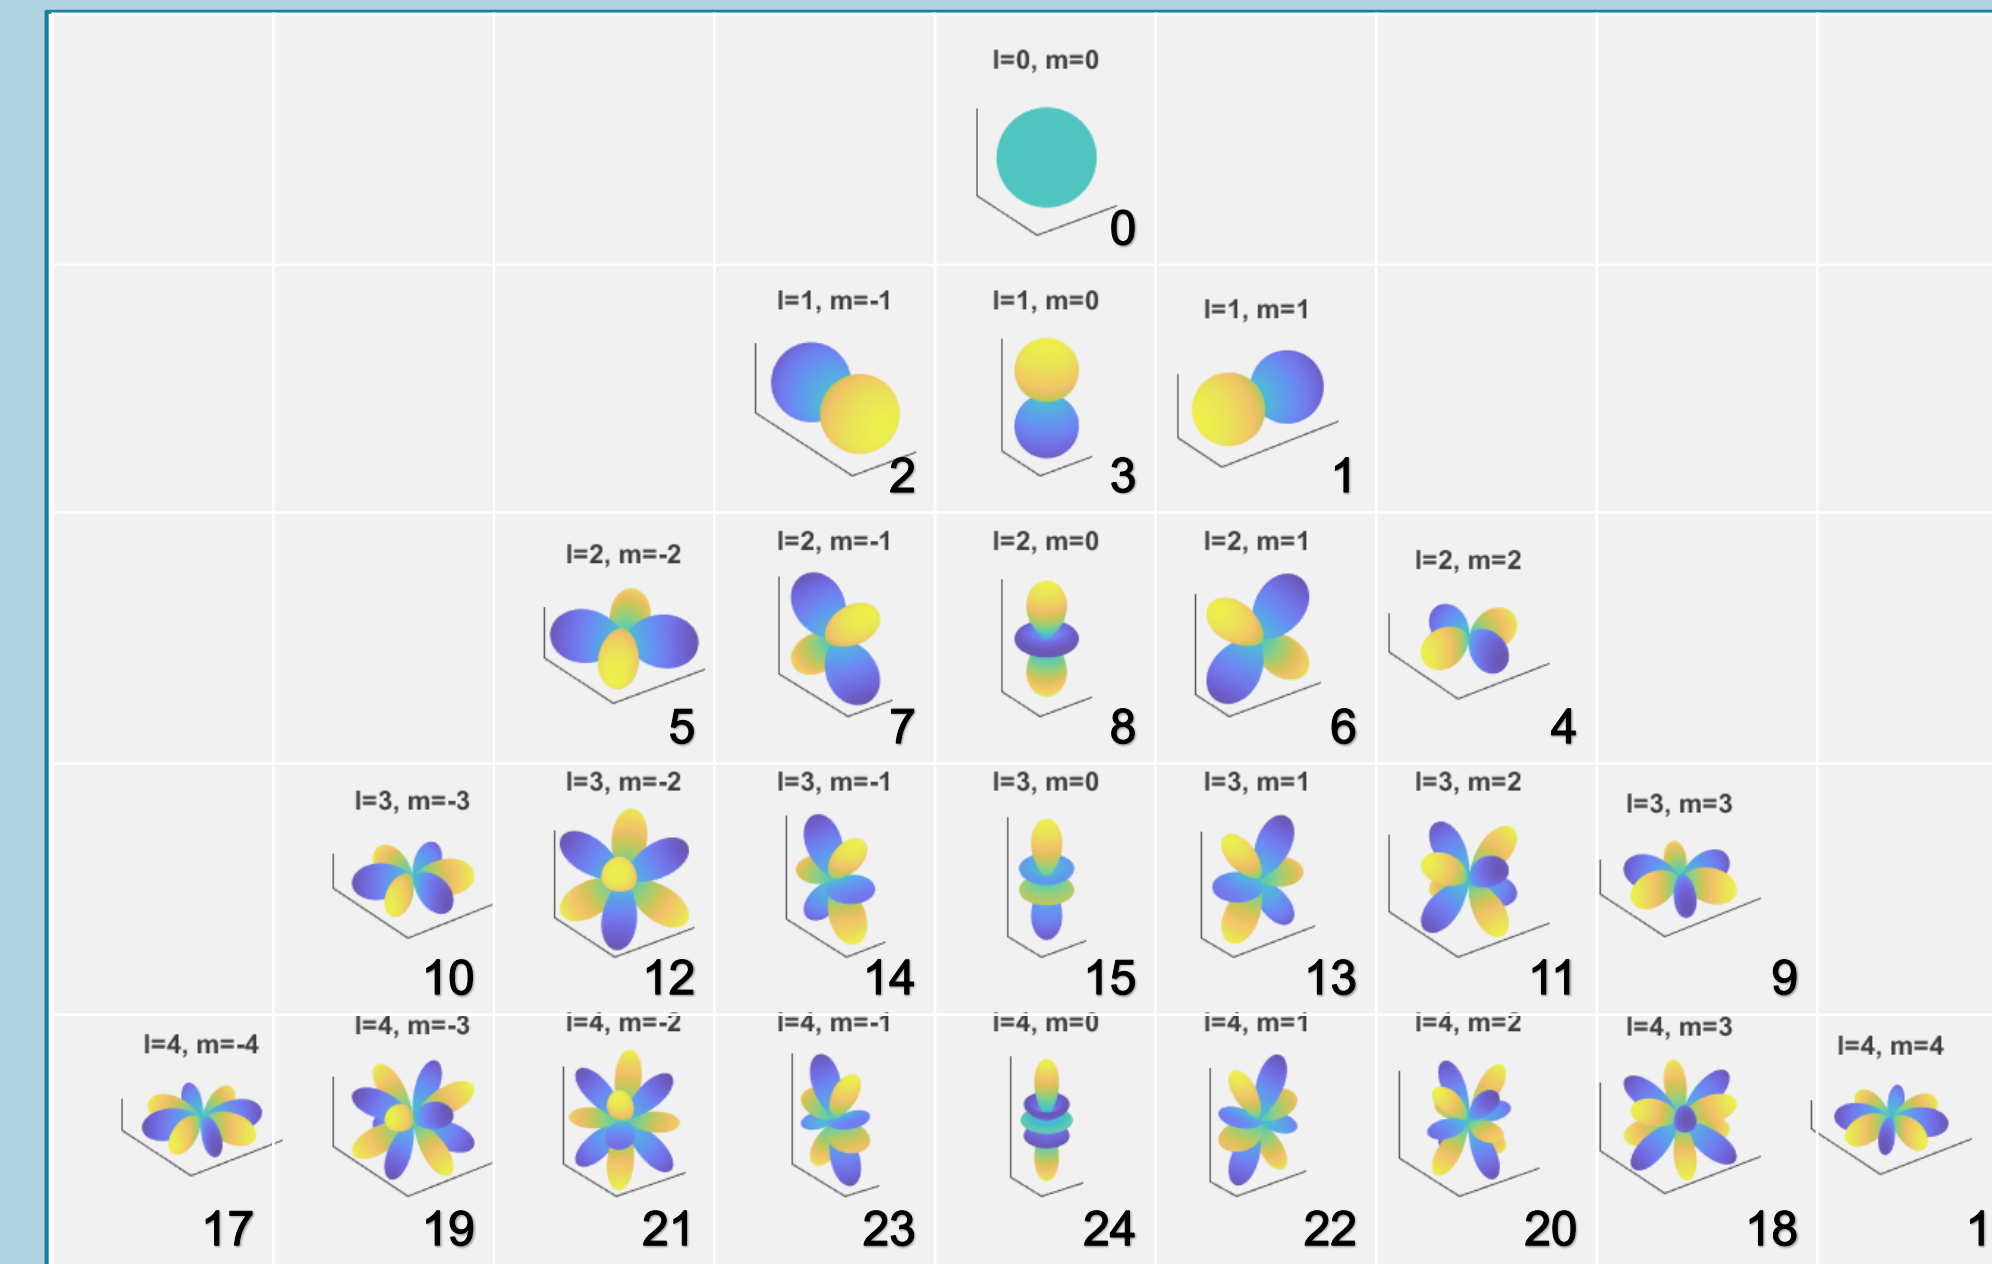 l=0, m=0
0
l=1, m=-1
l=1, m=0
l=1, m=1
2
3
1
l=2, m=-2
l=2, m=-1
l=2, m=0
l=2, m=1
l=2, m=2
5
7
8
6
4
l=3, m=-3
l=3, m=-2
l=3, m=-1
l=3, m=0
l=3, m=1
l=3, m=2
l=3, m=3
10
12
14
15
13
11
9
l=4, m=-4
l=4, m=-3
l=4, m=-2
l=4, m=-1
l=4, m=0
l=4, m=1
l=4, m=2
l=4, m=3
l=4, m=4
17
19
21
23
24
22
20
18
1